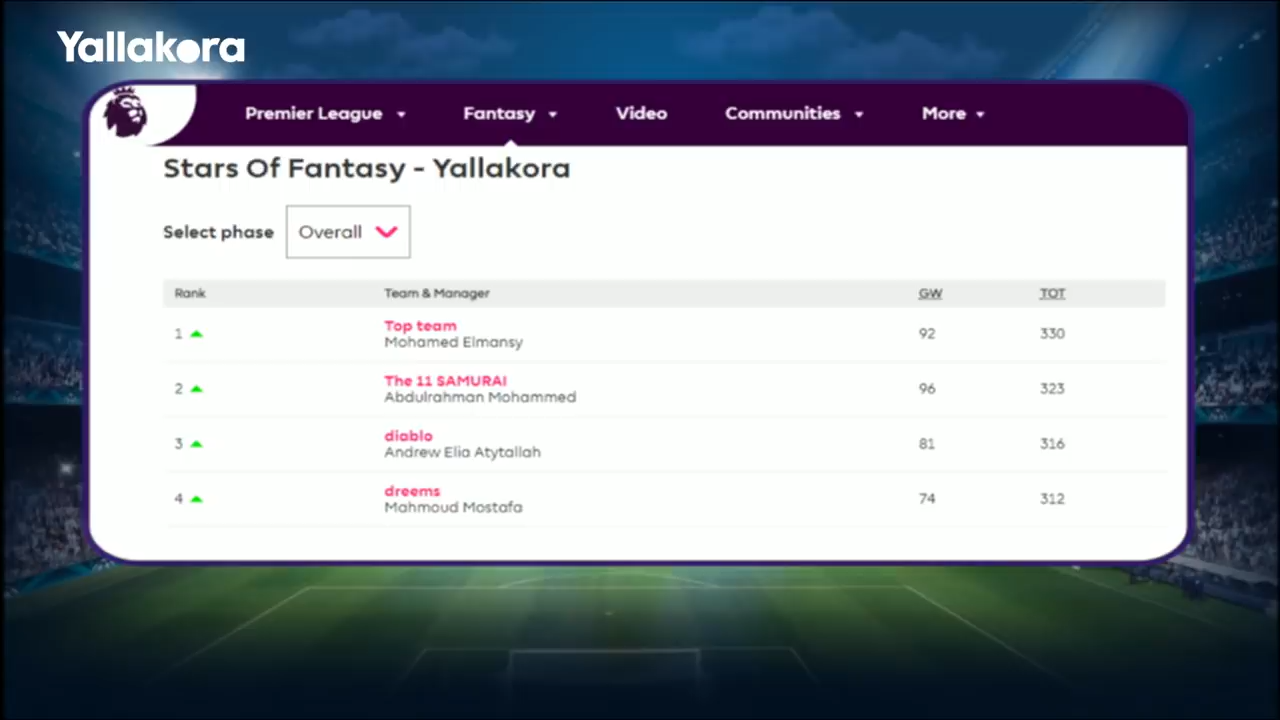 Yallakora
Premier League Fantasy Video Communities More
Stars Of Fantasy - Yallakora
Select phase Overall
Rank Team & Manager GW TOT
1 Top team 92 330
Mohamed Elmansy
2 The 11 SAMURAI 96 323
Abdulrahman Mohammed
3 diablo 81 316
Andrew Elia Atytallah
4 dreems 74 312
Mahmoud Mostafa